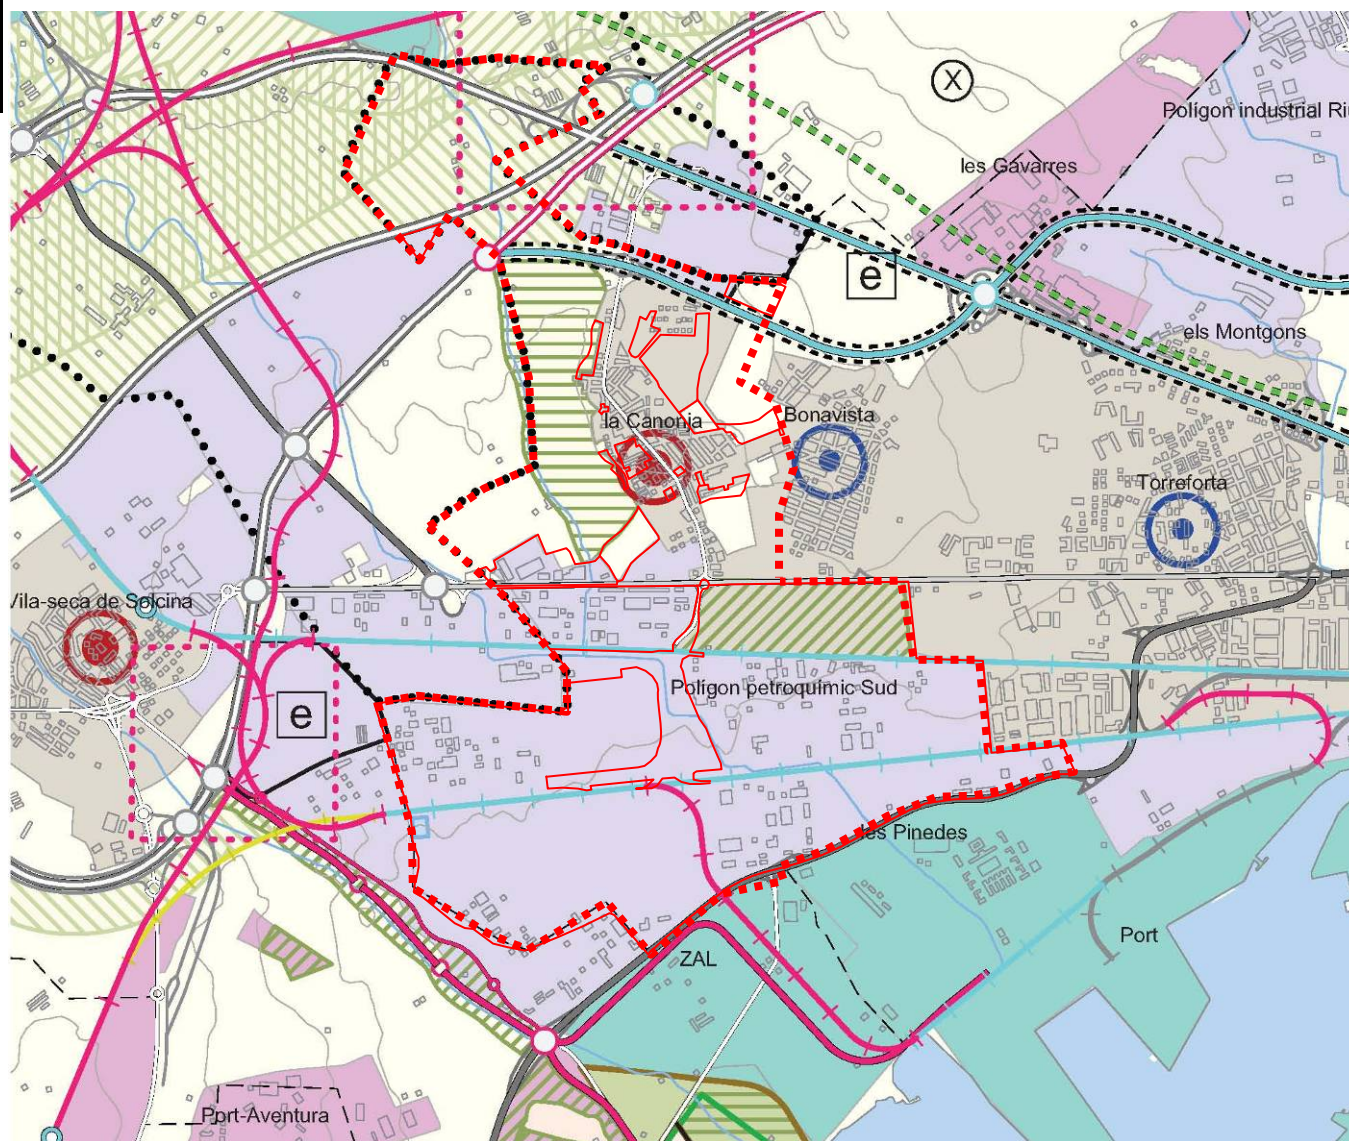 X
Polígon industrial Riu
les Gavarres
e
els Montgons
la Canonja
Bonavista
Torreforta
Vila-seca de Solcina
Polígon petroquímic Sud
e
les Pinedes
Port
ZAL
Port-Aventura